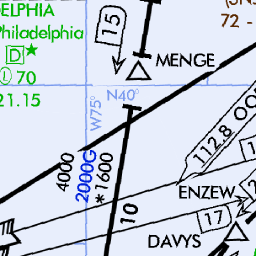 DELPHIA
Philadelphia
D
70
21.15
72 -
15
MENGE
N40°
W75°
4000
2000G
*1600
10
112.8 OO
ENZEW
17
DAVYS